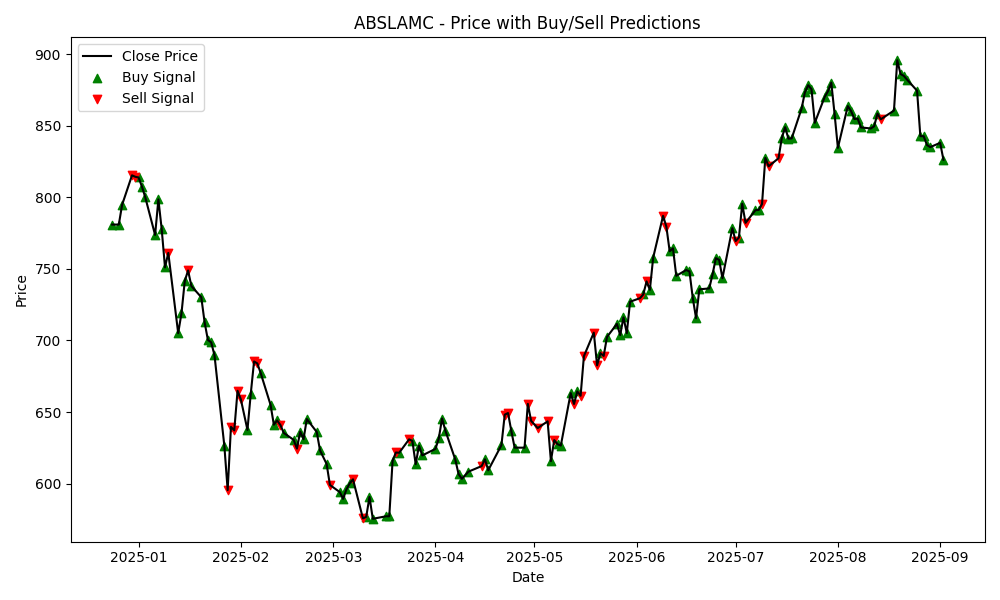 ABSLAMC - Price with Buy/Sell Predictions
Close Price
Buy Signal
Sell Signal
900
850
800
750
700
650
600
Price
2025-01
2025-02
2025-03
2025-04
2025-05
2025-06
2025-07
2025-08
2025-09
Date